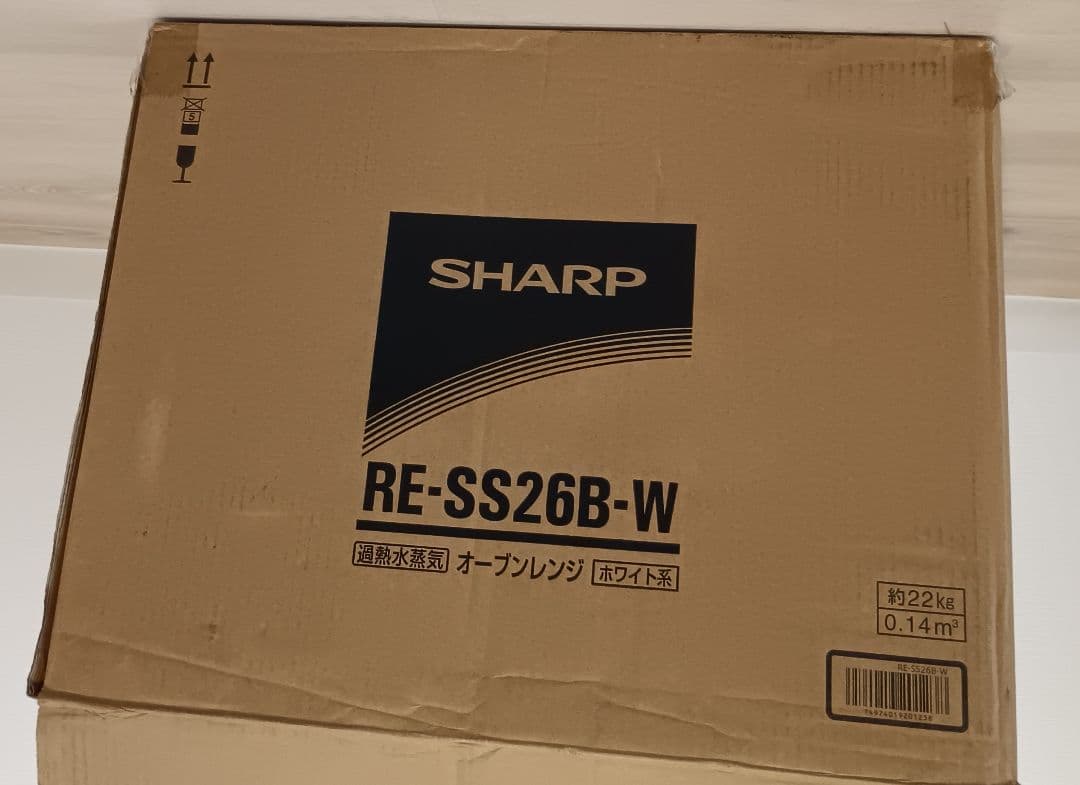 5
SHARP
RE-SS26B-W
過熱水蒸気 オーブンレンジ ホワイト系
約22kg
0.14m³
RE-SS26B-W